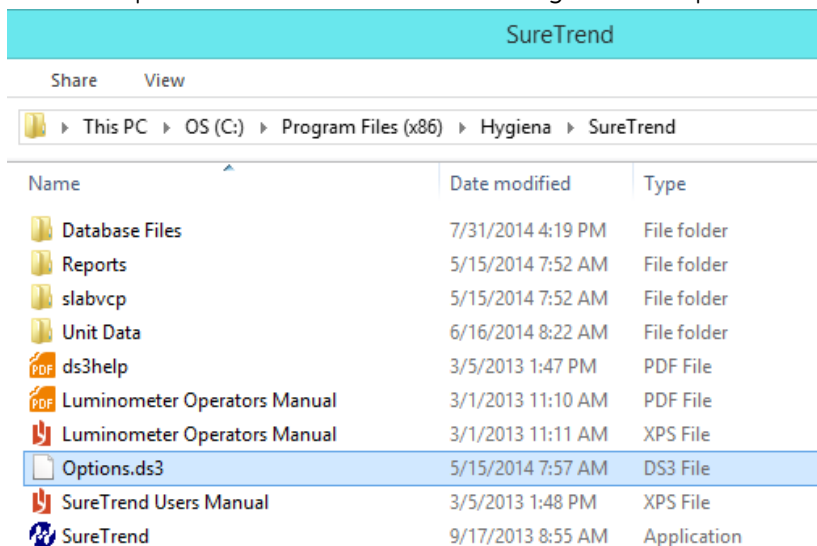 SureTrend
Share View
This PC OS (C:) Program Files (x86) Hygiena SureTrend
Name Date modified Type
Database Files 7/31/2014 4:19 PM File folder
Reports 5/15/2014 7:52 AM File folder
slabvcp 5/15/2014 7:52 AM File folder
Unit Data 6/16/2014 8:22 AM File folder
PDF ds3help 3/5/2013 1:47 PM PDF File
PDF Luminometer Operators Manual 3/1/2013 11:10 AM PDF File
Luminometer Operators Manual 3/1/2013 11:11 AM XPS File
Options.ds3 5/15/2014 7:57 AM DS3 File
SureTrend Users Manual 3/5/2013 1:48 PM XPS File
SureTrend 9/17/2013 8:55 AM Application